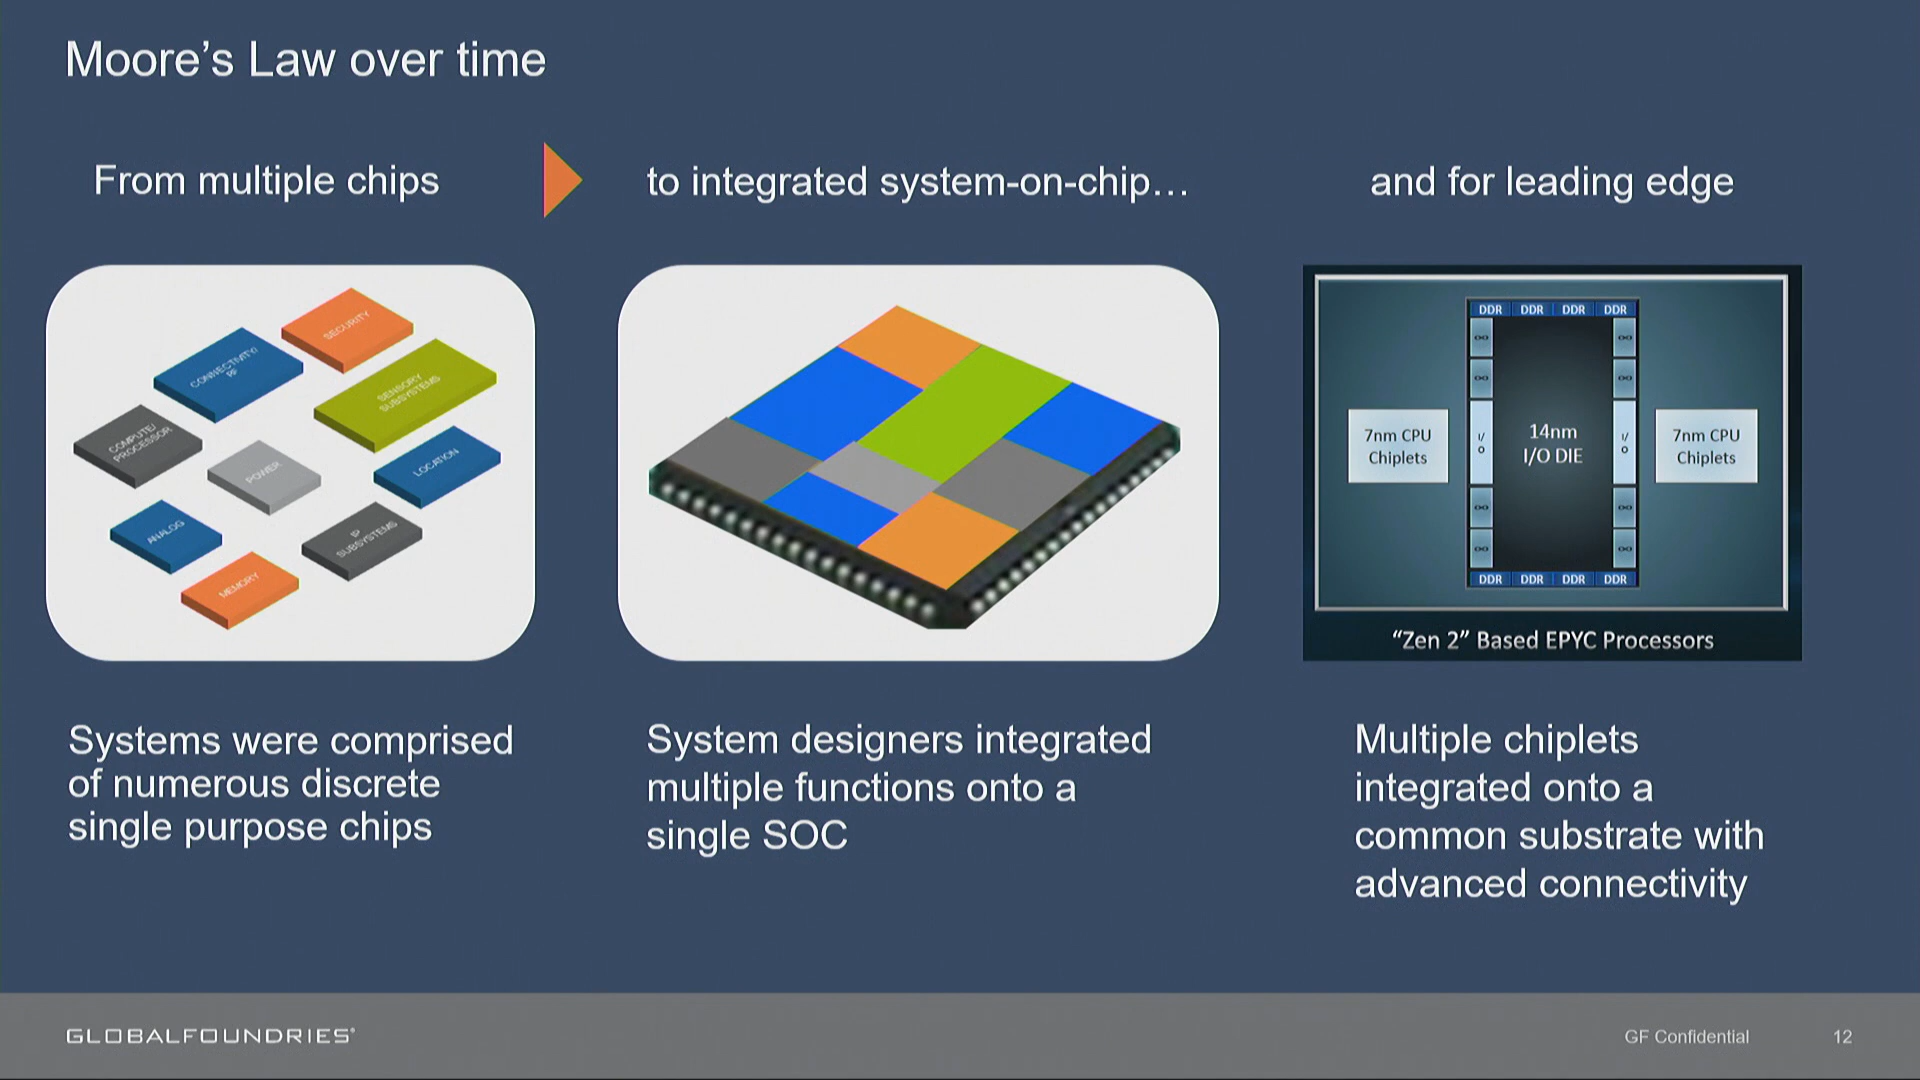 Moore's Law over time
From multiple chips
to integrated system-on-chip…
and for leading edge
SECURITY
CONNECTIVITY/
RF
SENSORY
SUBSYSTEMS
COMPUTE/
PROCESSOR
POWER
LOCATION
ANALOG
IP
SUBSYSTEMS
MEMORY
DDR DDR DDR DDR
7nm CPU
Chiplets
I/
O
14nm
I/O DIE
I/
O
7nm CPU
Chiplets
DDR DDR DDR DDR
“Zen 2” Based EPYC Processors
Systems were comprised
of numerous discrete
single purpose chips
System designers integrated
multiple functions onto a
single SOC
Multiple chiplets
integrated onto a
common substrate with
advanced connectivity
GLOBALFOUNDRIES
GF Confidential
12